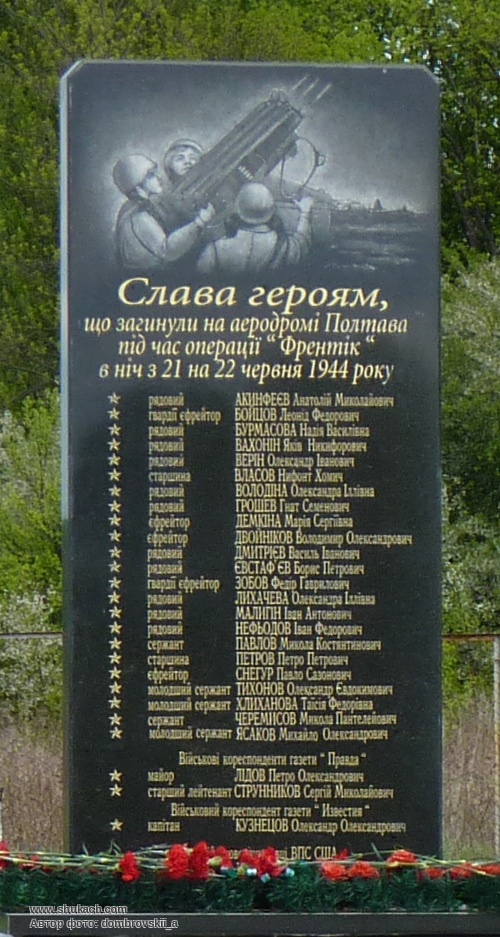 Слава героям,
що загинули на аеродромі Полтава
під час операції “ Френтік “
в ніч з 21 на 22 червня 1944 року
рядовий АКИНФЕЄВ Анатолій Миколайович
гвардії єфрейтор БОЙЦОВ Леонід Федорович
рядовий БУРМАСОВА Надія Василівна
рядовий ВАХОНІН Яків Никифорович
рядовий ВЕРІН Олександр Іванович
старшина ВЛАСОВ Нифонт Хомич
рядовий ВОЛОДІНА Олександра Іллівна
рядовий ГРОШЕВ Гнат Семенович
єфрейтор ДЕМКІНА Марія Сергіївна
єфрейтор ДВОЙНІКОВ Володимир Олександрович
рядовий ДМИТРІЄВ Василь Іванович
рядовий ЄВСТАФ'ЄВ Борис Петрович
гвардії єфрейтор ЗОБОВ Федір Гаврилович
рядовий ЛИХАЧЕВА Олександра Іллівна
рядовий МАЛИГІН Іван Антонович
рядовий НЕФЬОДОВ Іван Федорович
сержант ПАВЛОВ Микола Костянтинович
старшина ПЕТРОВ Петро Петрович
єфрейтор СНЕГУР Павло Сазонович
молодший сержант ТИХОНОВ Олександр Євдокимович
молодший сержант ХЛИХАНОВА Таїсія Федорівна
сержант ЧЕРЕМИСОВ Микола Пантелейович
молодший сержант ЯСАКОВ Михайло Олександрович
Військові кореспонденти газети “ Правда “
майор ЛІДОВ Петро Олександрович
старший лейтенант СТРУННИКОВ Сергій Миколайович
Військовий кореспондент газети “ Известия “
капітан КУЗНЕЦОВ Олександр Олександрович
ВПС США
www.shukach.com
Автор фото: dombrovskii_a